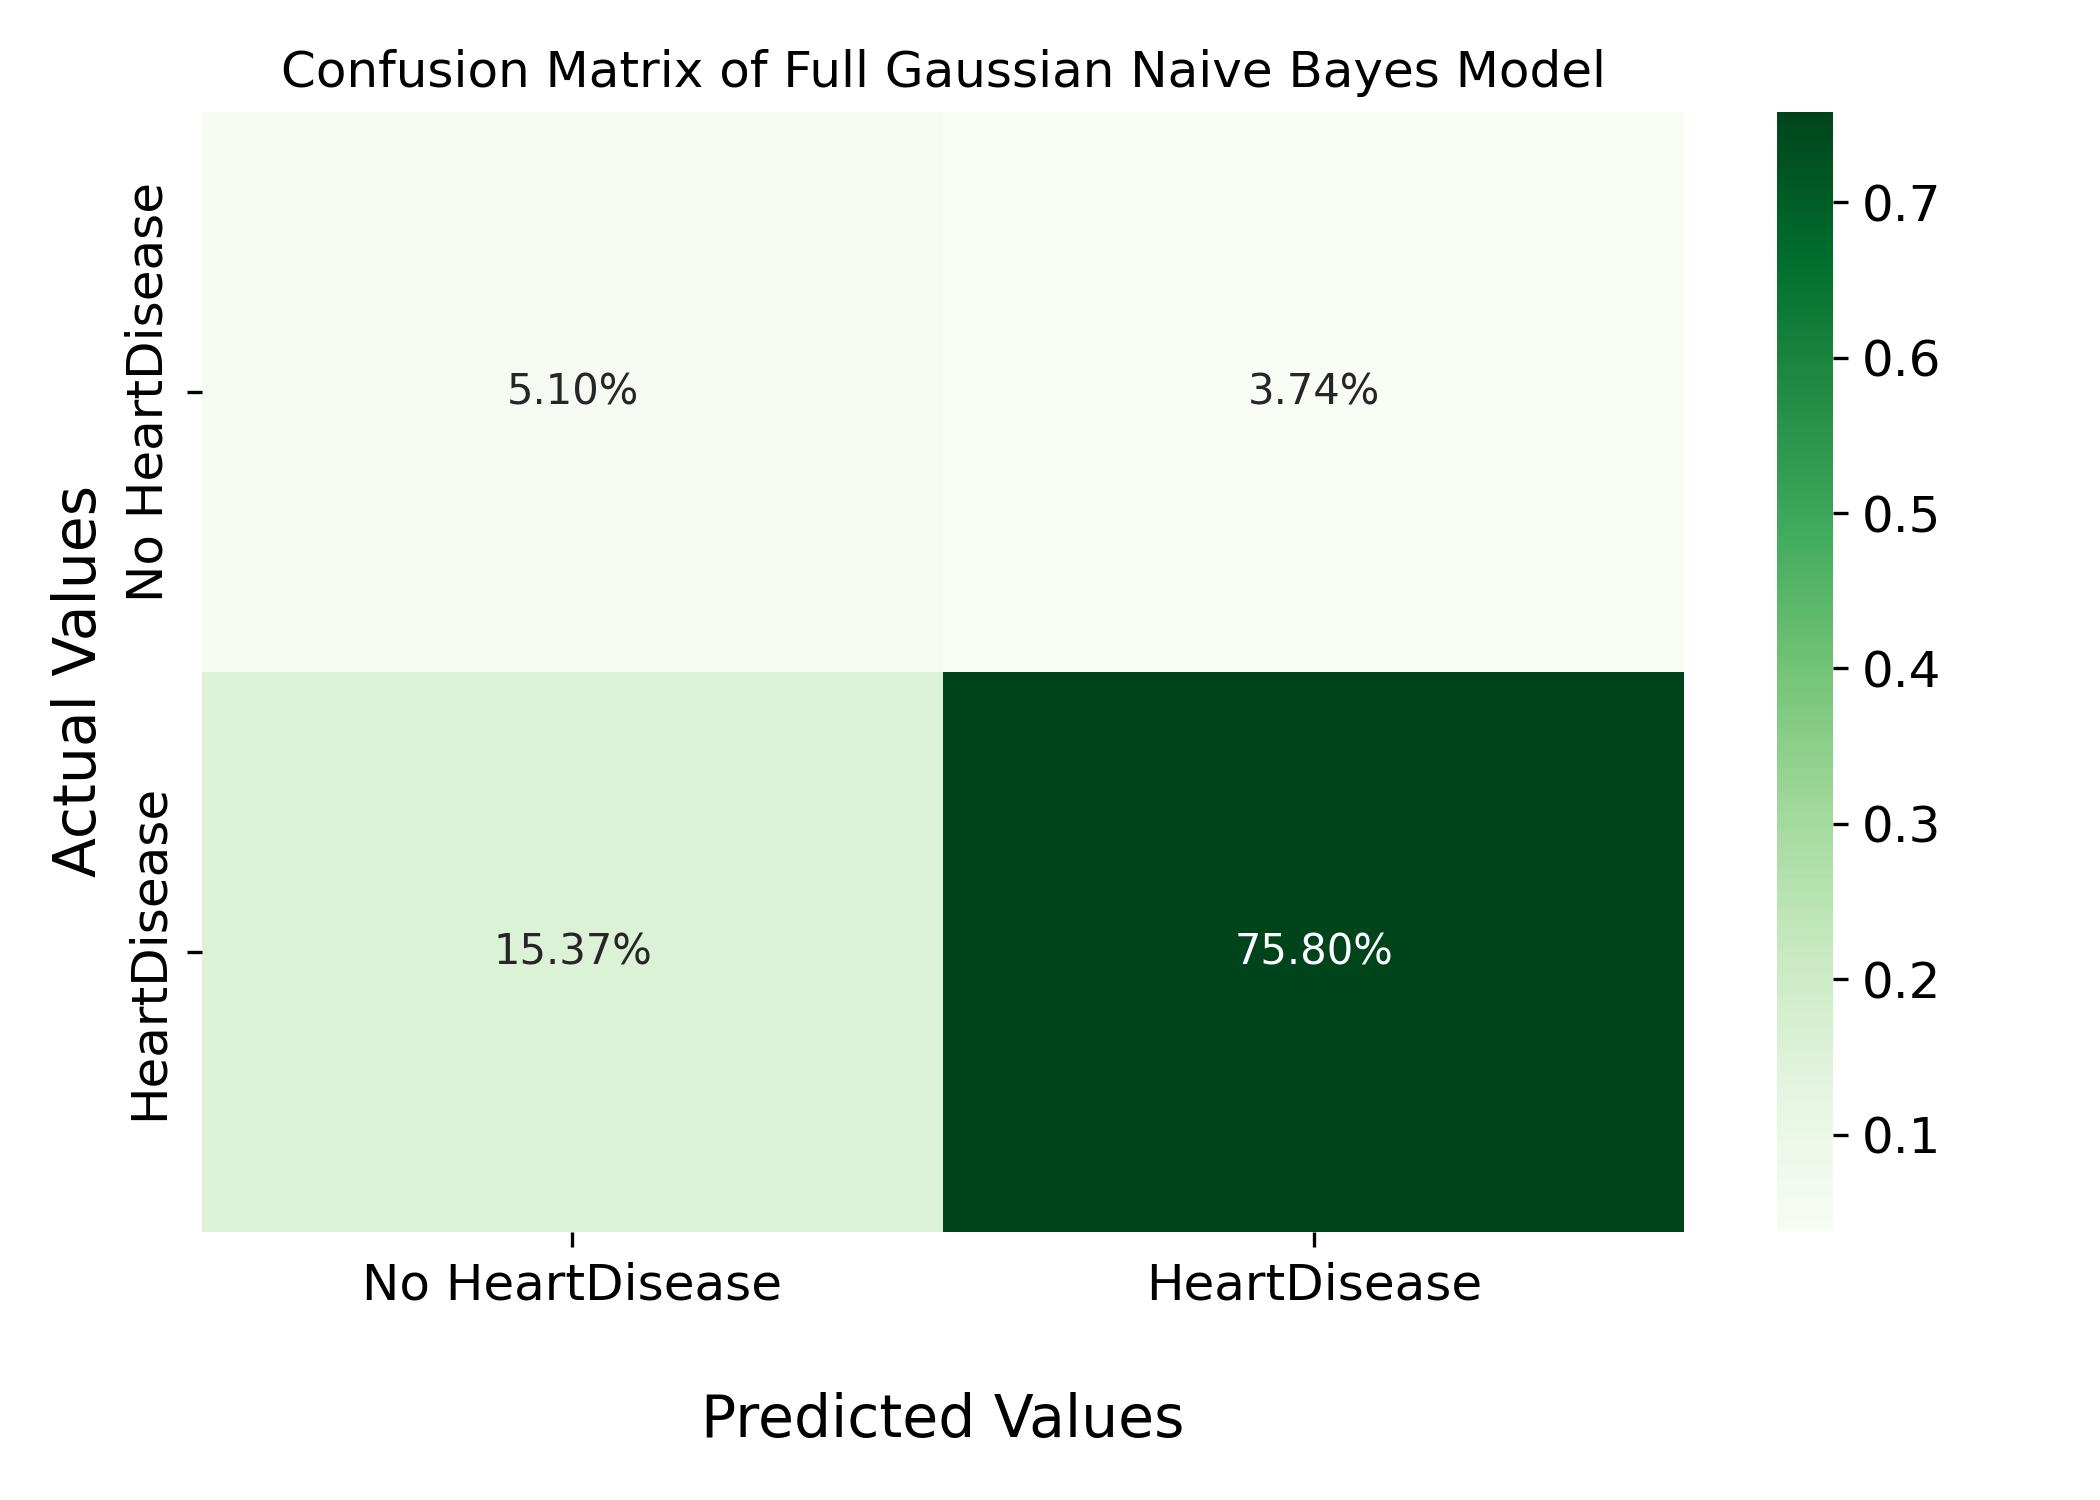 Confusion Matrix of Full Gaussian Naive Bayes Model
Actual Values
No HeartDisease
HeartDisease
5.10%
3.74%
15.37%
75.80%
No HeartDisease
HeartDisease
Predicted Values
0.7
0.6
0.5
0.4
0.3
0.2
0.1